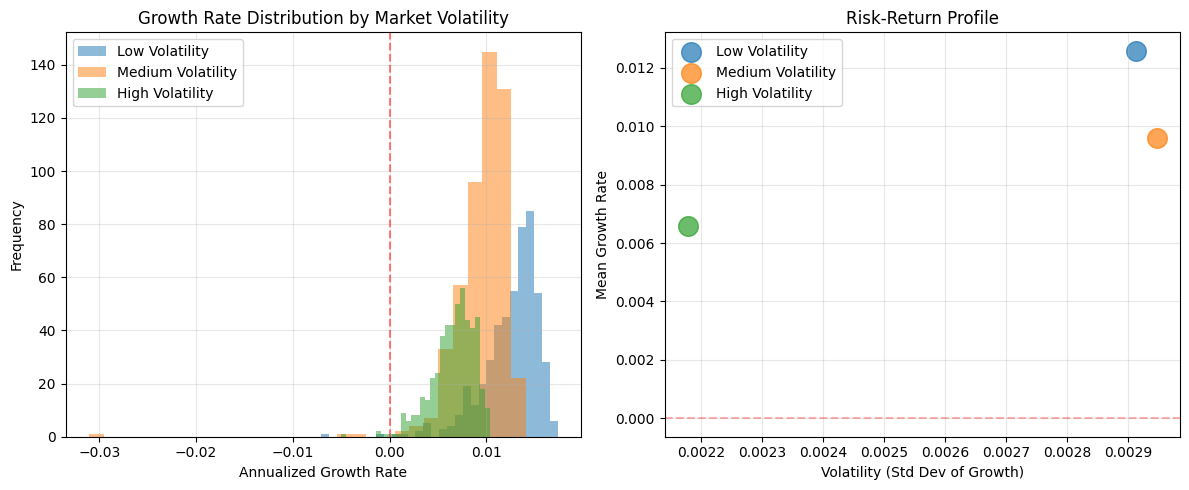 Growth Rate Distribution by Market Volatility
Low Volatility
Medium Volatility
High Volatility
140
120
100
80
60
40
20
0
Frequency
−0.03
−0.02
−0.01
0.00
0.01
Annualized Growth Rate
Risk-Return Profile
Low Volatility
Medium Volatility
High Volatility
0.012
0.010
0.008
0.006
0.004
0.002
0.000
Mean Growth Rate
0.0022
0.0023
0.0024
0.0025
0.0026
0.0027
0.0028
0.0029
Volatility (Std Dev of Growth)